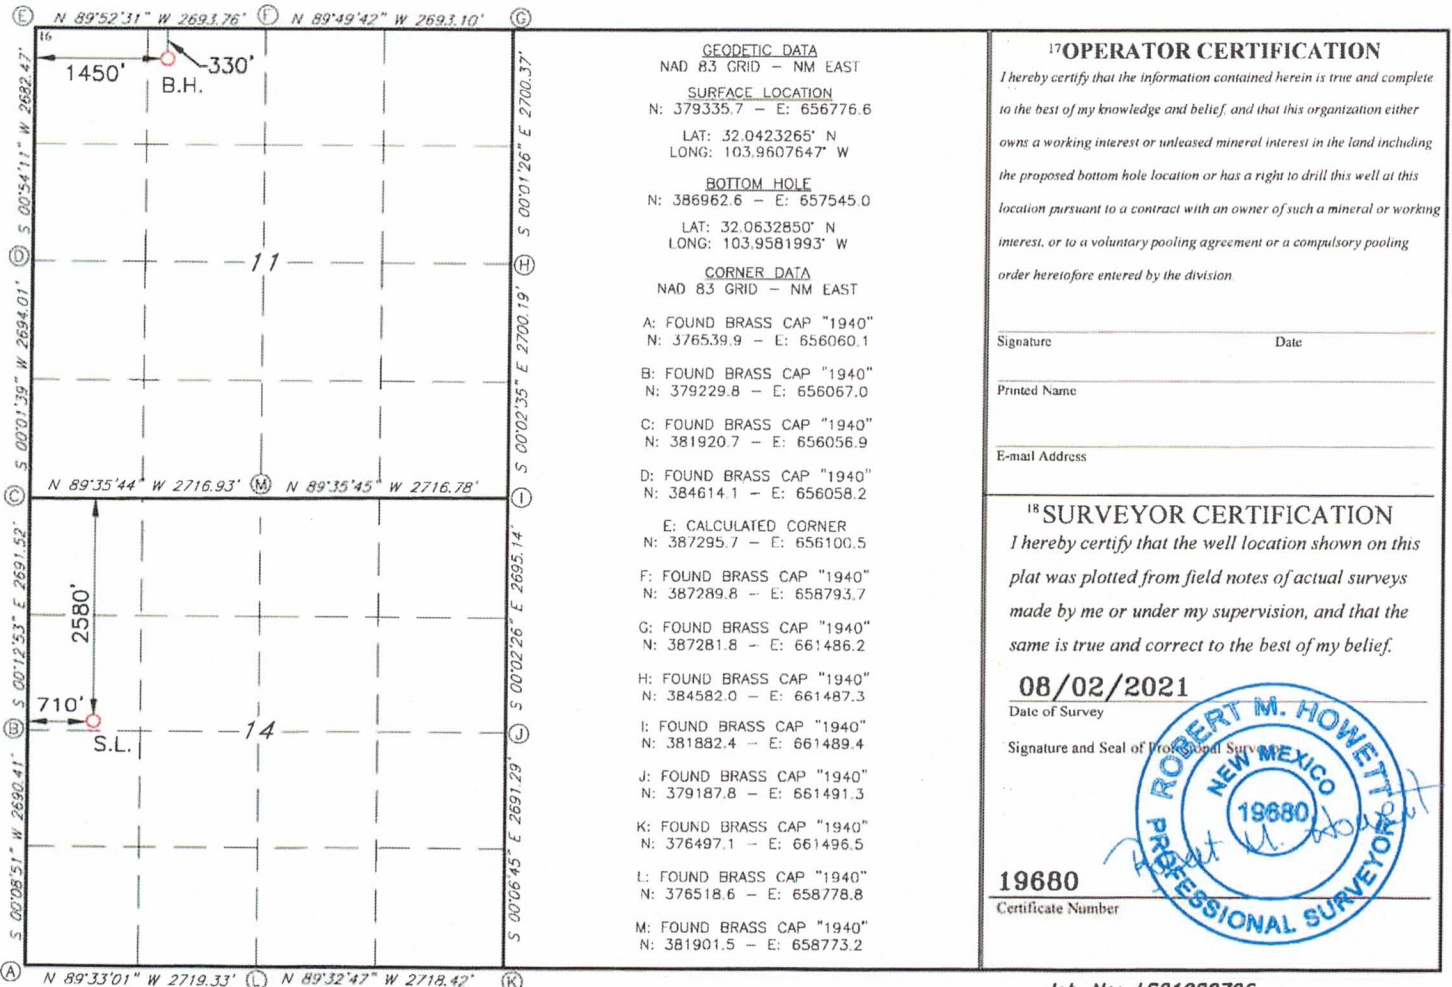 Ⓔ N 89°52'31" W 2693.76' Ⓕ N 89°49'42" W 2693.10' Ⓖ
16
1450'
330'
B.H.
S 00°54'11" W 2682.47'
S 00°01'26" E 2700.37'
Ⓓ
11
Ⓗ
S 00°01'39" W 2694.01'
S 00°02'35" E 2700.19'
Ⓒ N 89°35'44" W 2716.93' Ⓜ N 89°35'45" W 2716.78' Ⓘ
2580'
S 00°12'53" E 2691.52'
S 00°02'26" E 2695.14'
710'
S.L.
Ⓑ
14
Ⓙ
S 00°08'51" W 2690.41'
S 00°06'45" E 2691.29'
Ⓐ N 89°33'01" W 2719.33' Ⓛ N 89°32'47" W 2718.42' Ⓚ
GEODETIC DATA
NAD 83 GRID – NM EAST
SURFACE LOCATION
N: 379335.7 – E: 656776.6
LAT: 32.0423265° N
LONG: 103.9607647° W
BOTTOM HOLE
N: 386962.6 – E: 657545.0
LAT: 32.0632850° N
LONG: 103.9581993° W
CORNER DATA
NAD 83 GRID – NM EAST
A: FOUND BRASS CAP "1940"
N: 376539.9 – E: 656060.1
B: FOUND BRASS CAP "1940"
N: 379229.8 – E: 656067.0
C: FOUND BRASS CAP "1940"
N: 381920.7 – E: 656056.9
D: FOUND BRASS CAP "1940"
N: 384614.1 – E: 656058.2
E: CALCULATED CORNER
N: 387295.7 – E: 656100.5
F: FOUND BRASS CAP "1940"
N: 387289.8 – E: 658793.7
G: FOUND BRASS CAP "1940"
N: 387281.8 – E: 661486.2
H: FOUND BRASS CAP "1940"
N: 384582.0 – E: 661487.3
I: FOUND BRASS CAP "1940"
N: 381882.4 – E: 661489.4
J: FOUND BRASS CAP "1940"
N: 379187.8 – E: 661491.3
K: FOUND BRASS CAP "1940"
N: 376497.1 – E: 661496.5
L: FOUND BRASS CAP "1940"
N: 376518.6 – E: 658778.8
M: FOUND BRASS CAP "1940"
N: 381901.5 – E: 658773.2
17 OPERATOR CERTIFICATION
I hereby certify that the information contained herein is true and complete
to the best of my knowledge and belief, and that this organization either
owns a working interest or unleased mineral interest in the land including
the proposed bottom hole location or has a right to drill this well at this
location pursuant to a contract with an owner of such a mineral or working
interest, or to a voluntary pooling agreement or a compulsory pooling
order heretofore entered by the division
Signature Date
Printed Name
E-mail Address
18 SURVEYOR CERTIFICATION
I hereby certify that the well location shown on this
plat was plotted from field notes of actual surveys
made by me or under my supervision, and that the
same is true and correct to the best of my belief.
08/02/2021
Date of Survey
Signature and Seal of Professional Surveyor
ROBERT M. HOWETT
NEW MEXICO
19680
PROFESSIONAL SURVEYOR
Robert M. Howett
19680
Certificate Number